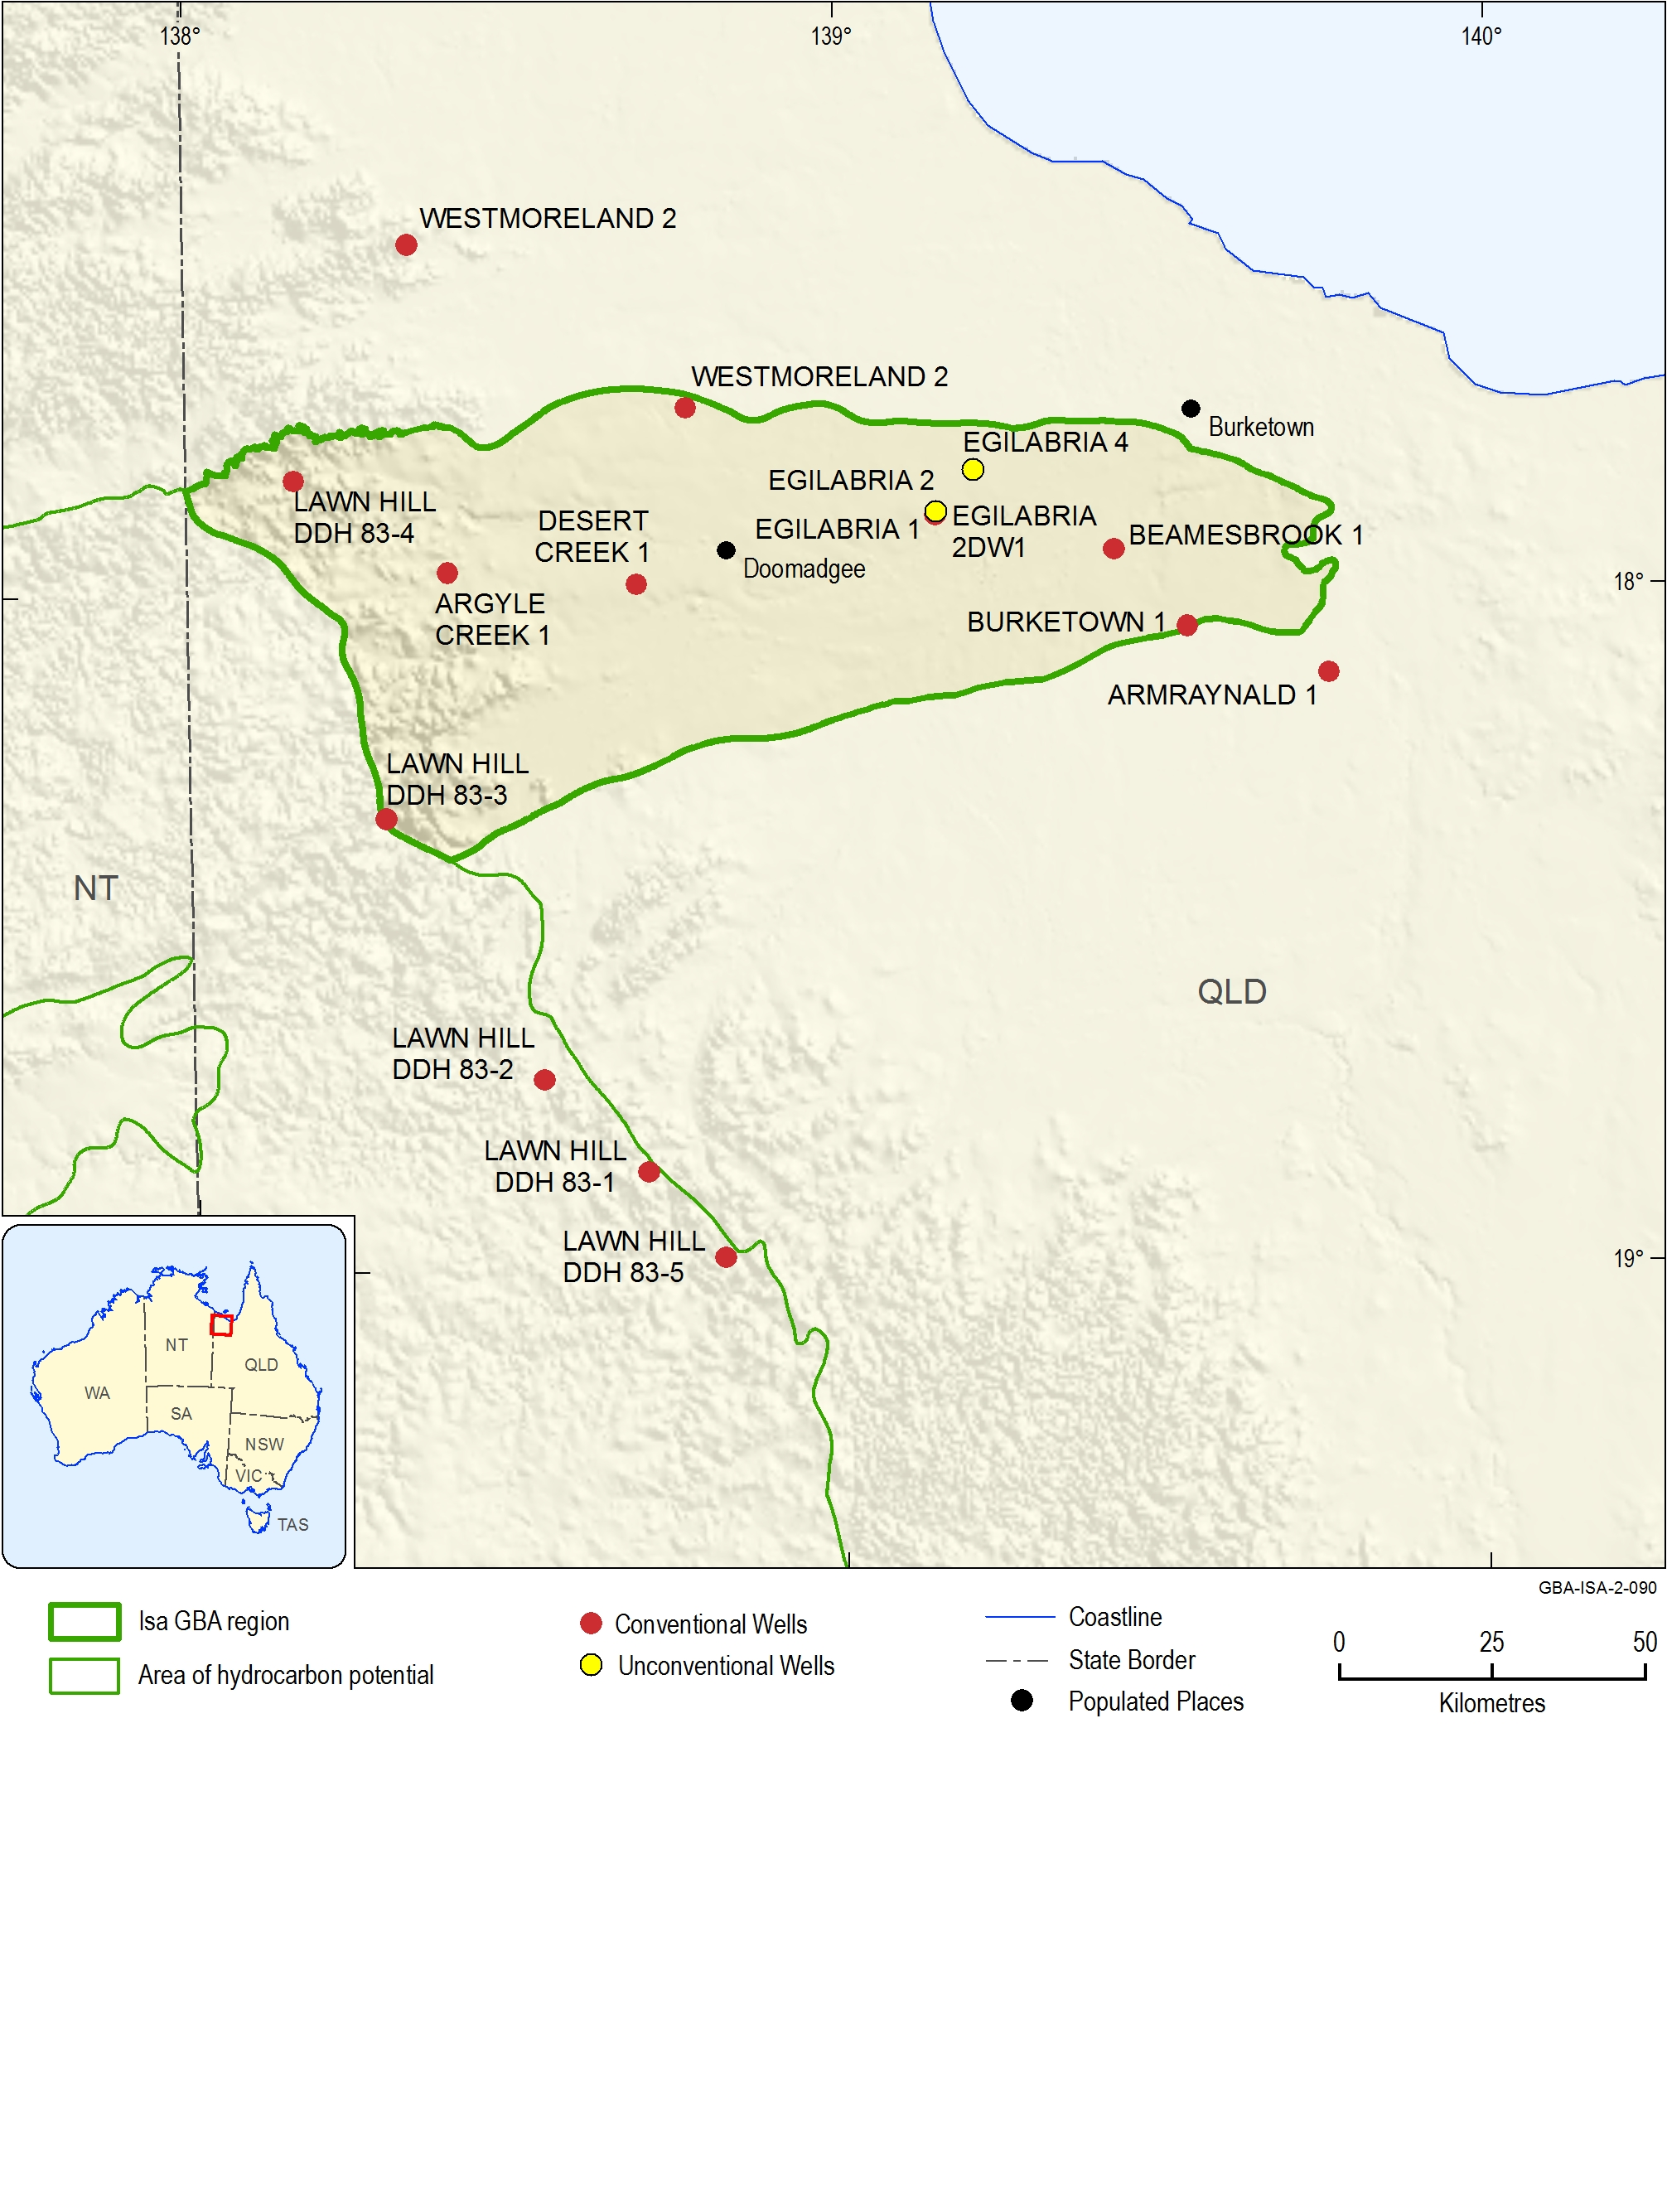 138°
139°
140°
WESTMORELAND 2
WESTMORELAND 2
Burketown
EGILABRIA 4
EGILABRIA 2
LAWN HILL
DDH 83-4
DESERT
CREEK 1
EGILABRIA 1
EGILABRIA
2DW1
BEAMESBROOK 1
Doomadgee
18°
ARGYLE
CREEK 1
BURKETOWN 1
ARMRAYNALD 1
LAWN HILL
DDH 83-3
NT
QLD
LAWN HILL
DDH 83-2
LAWN HILL
DDH 83-1
LAWN HILL
DDH 83-5
19°
NT
QLD
WA
SA
NSW
VIC
TAS
GBA-ISA-2-090
Isa GBA region
Area of hydrocarbon potential
Conventional Wells
Unconventional Wells
Coastline
State Border
Populated Places
0 25 50
Kilometres